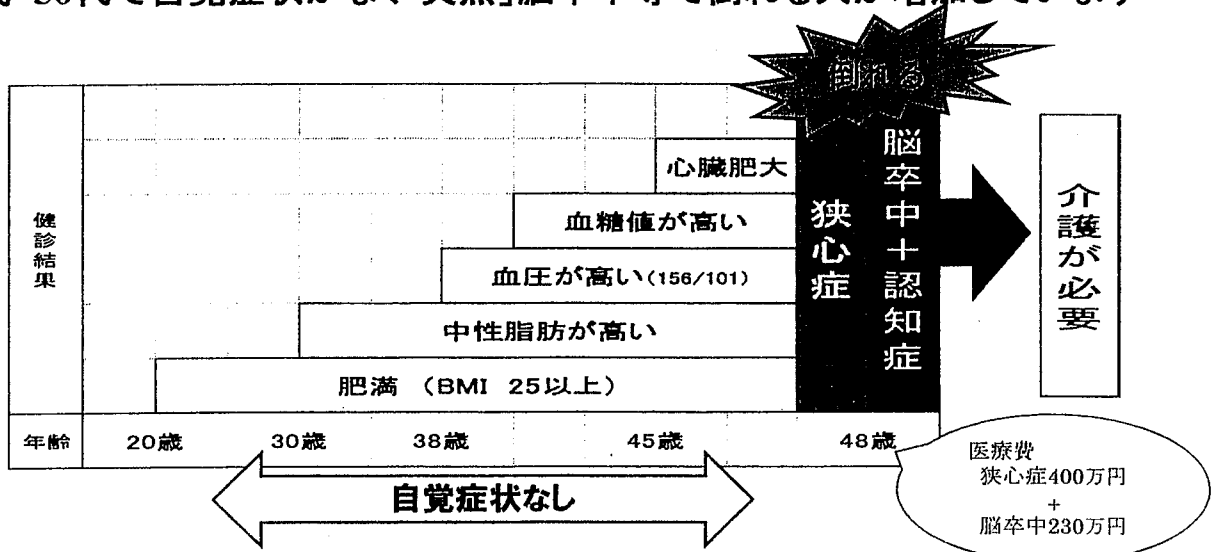 倒れる
心臓肥大
血糖値が高い
血圧が高い(156/101)
中性脂肪が高い
肥満 (BMI 25以上)
健診結果
狭心症
脳卒中+認知症
介護が必要
年齢 20歳 30歳 38歳 45歳 48歳
自覚症状なし
医療費
狭心症400万円
+
脳卒中230万円